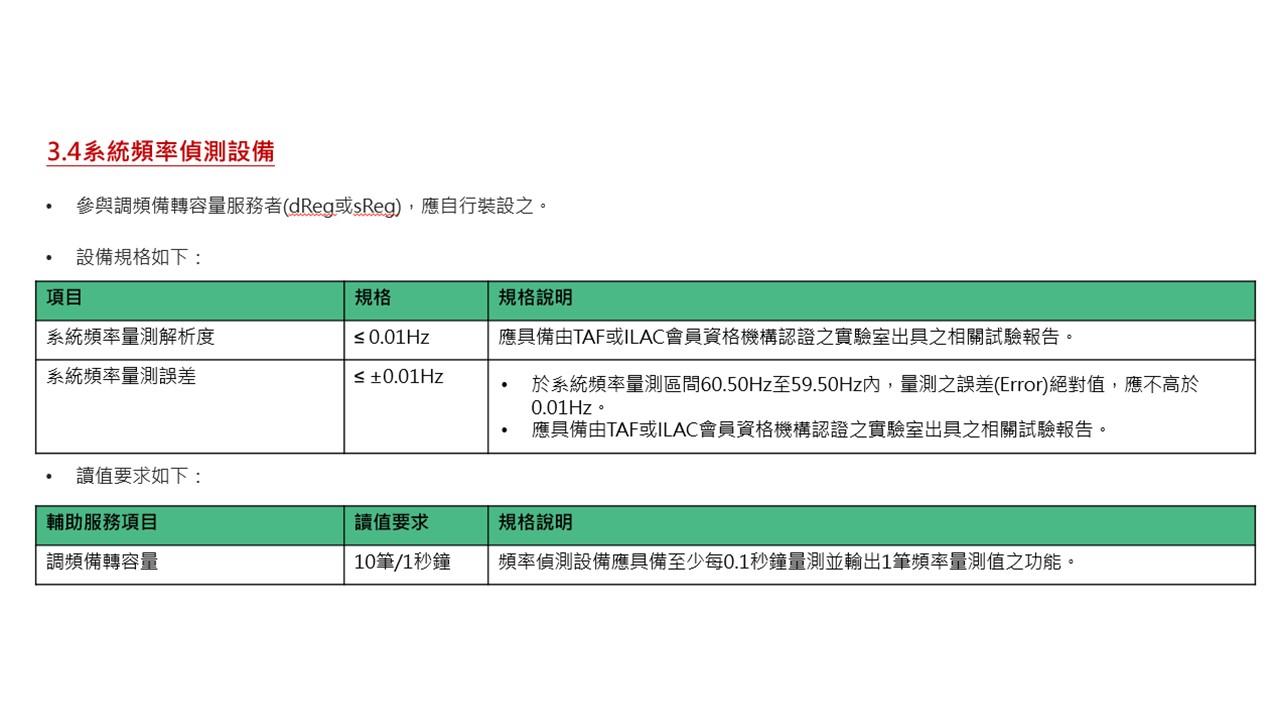 3.4系統頻率偵測設備
• 參與調頻備轉容量服務者(dReg或sReg)，應自行裝設之。
• 設備規格如下：
項目 規格 規格說明
系統頻率量測解析度 ≤ 0.01Hz 應具備由TAF或ILAC會員資格機構認證之實驗室出具之相關試驗報告。
系統頻率量測誤差 ≤ ±0.01Hz • 於系統頻率量測區間60.50Hz至59.50Hz內，量測之誤差(Error)絕對值，應不高於
0.01Hz。
• 應具備由TAF或ILAC會員資格機構認證之實驗室出具之相關試驗報告。
• 讀值要求如下：
輔助服務項目 讀值要求 規格說明
調頻備轉容量 10筆/1秒鐘 頻率偵測設備應具備至少每0.1秒鐘量測並輸出1筆頻率量測值之功能。